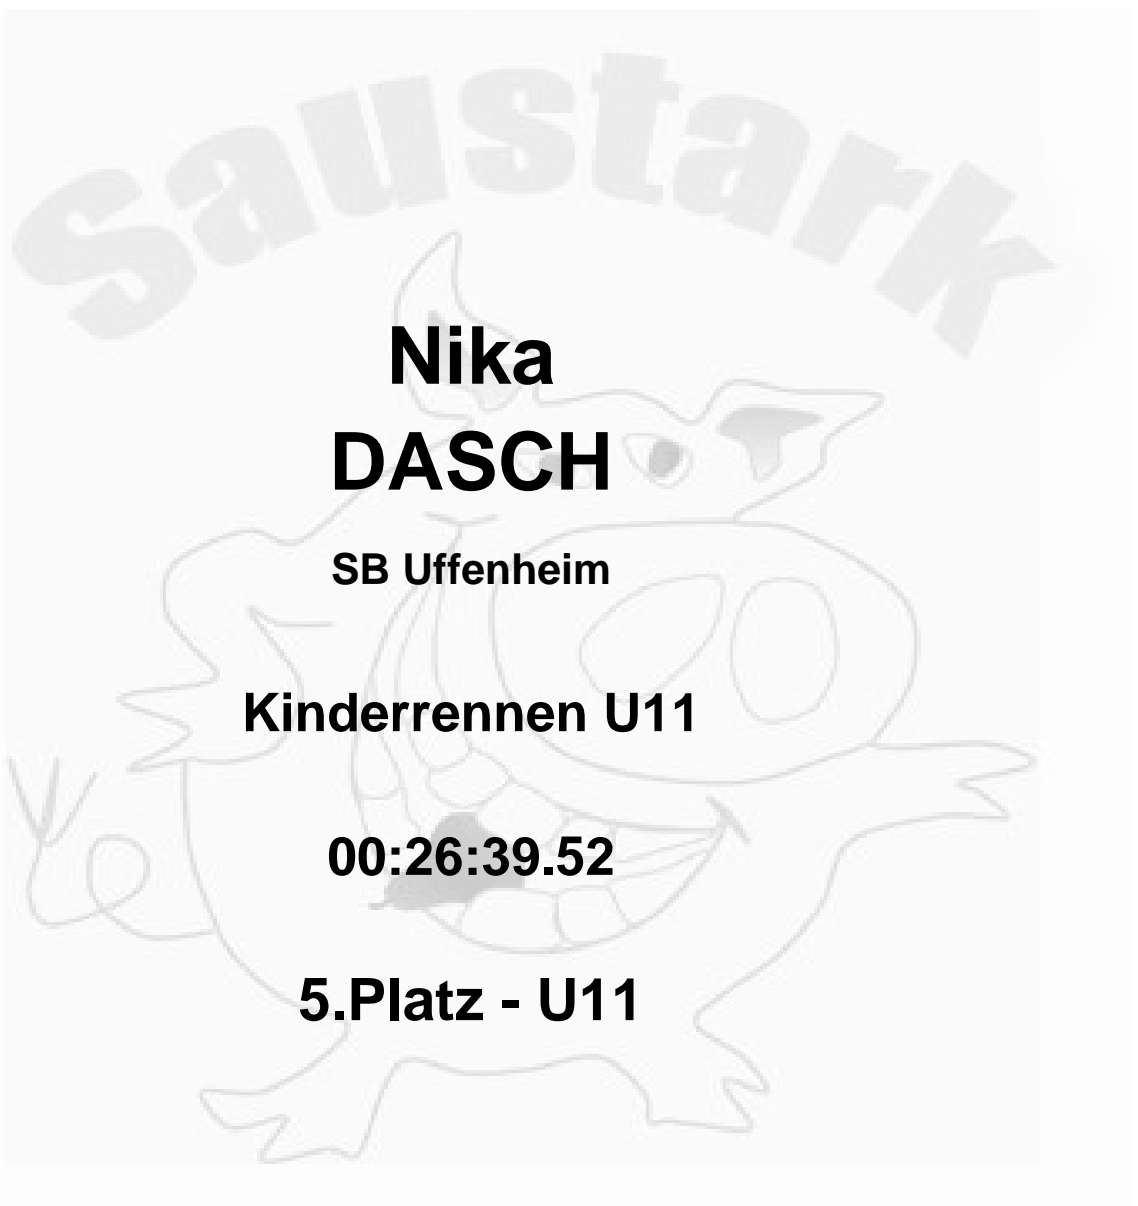 Saustark
Nika
DASCH
SB Uffenheim
Kinderrennen U11
00:26:39.52
5.Platz - U11